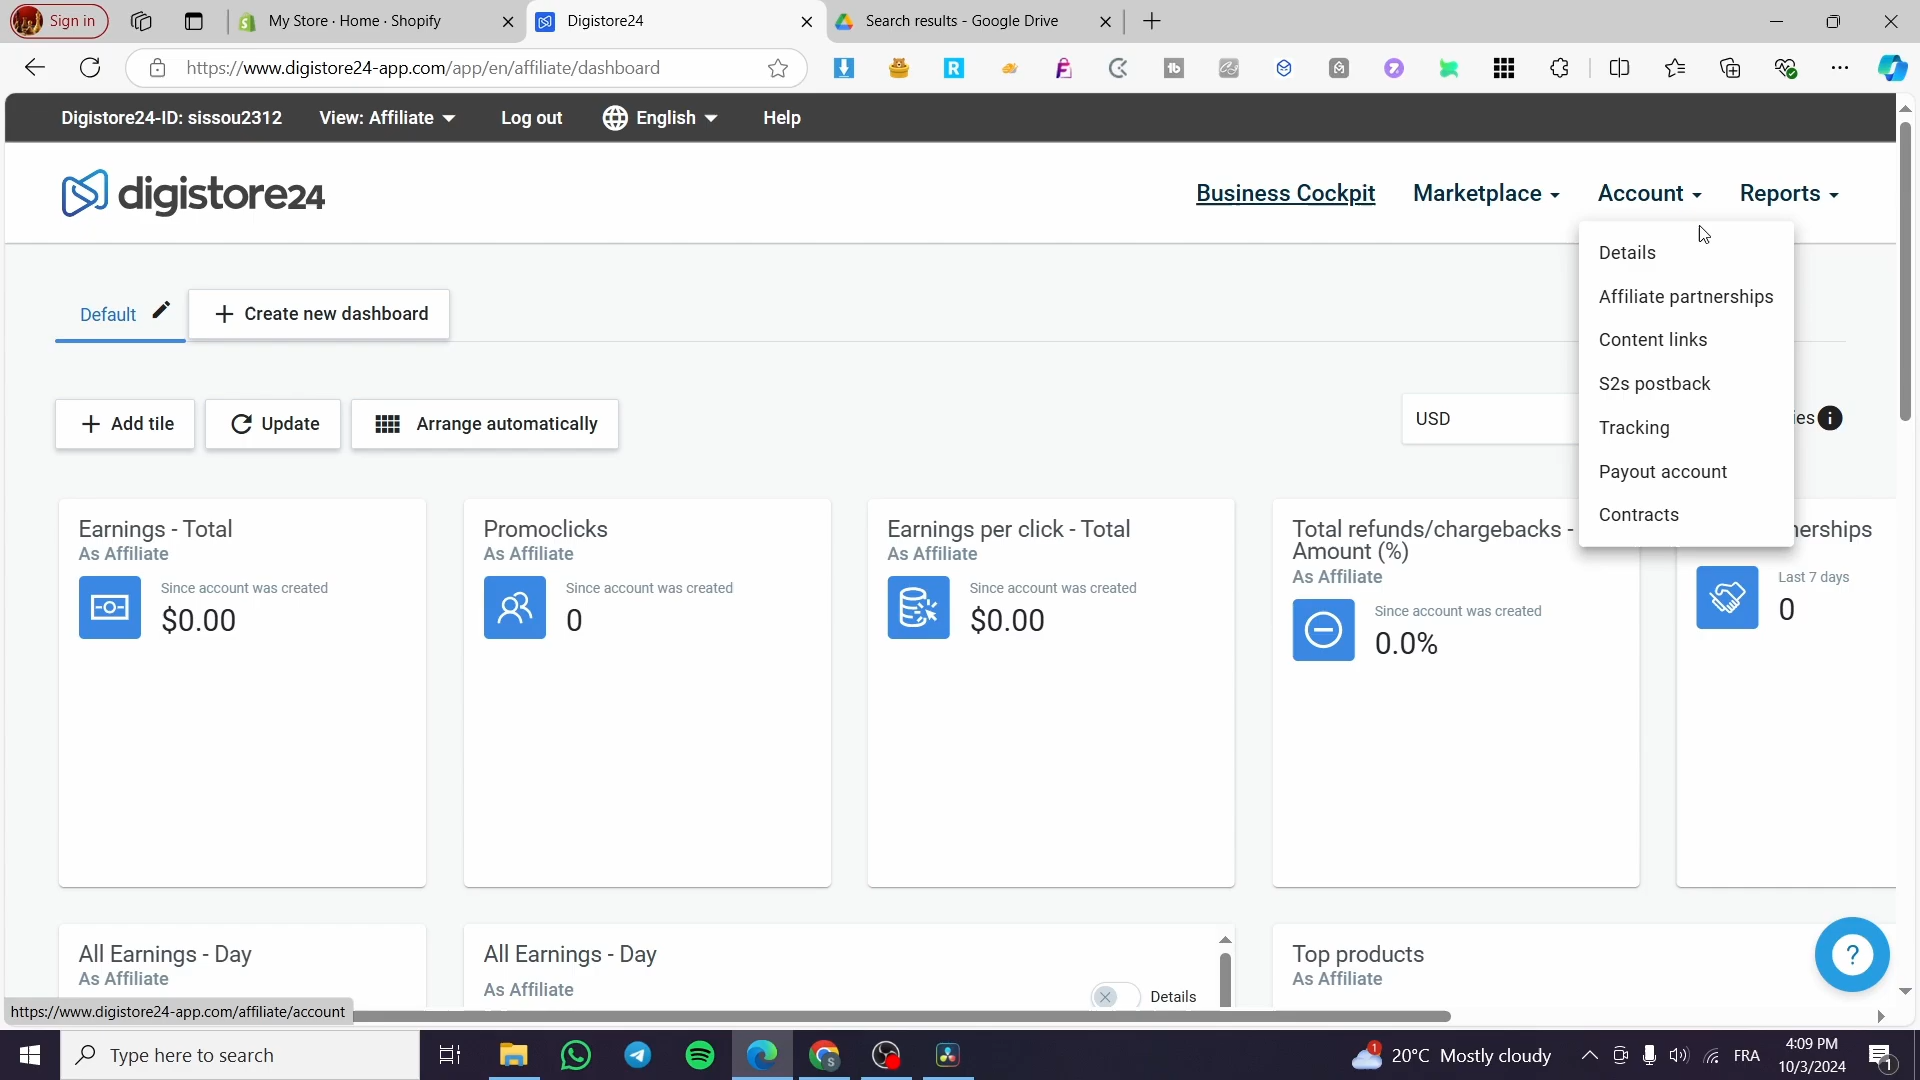 Sign in
My Store · Home · Shopify
Digistore24
Search results - Google Drive
https://www.digistore24-app.com/app/en/affiliate/dashboard
Digistore24-ID: sissou2312
View: Affiliate
Log out
English
Help
digistore24
Business Cockpit
Marketplace
Account
Reports
Details
Affiliate partnerships
Content links
S2s postback
Tracking
Payout account
Contracts
Default
Create new dashboard
Add tile
Update
Arrange automatically
USD
ies
Earnings - Total
As Affiliate
Since account was created
$0.00
Promoclicks
As Affiliate
Since account was created
0
Earnings per click - Total
As Affiliate
Since account was created
$0.00
Total refunds/chargebacks -
Amount (%)
As Affiliate
Since account was created
0.0%
nerships
Last 7 days
0
All Earnings - Day
As Affiliate
All Earnings - Day
As Affiliate
Details
Top products
As Affiliate
https://www.digistore24-app.com/affiliate/account
Type here to search
1
20°C Mostly cloudy
FRA
4:09 PM
10/3/2024
1